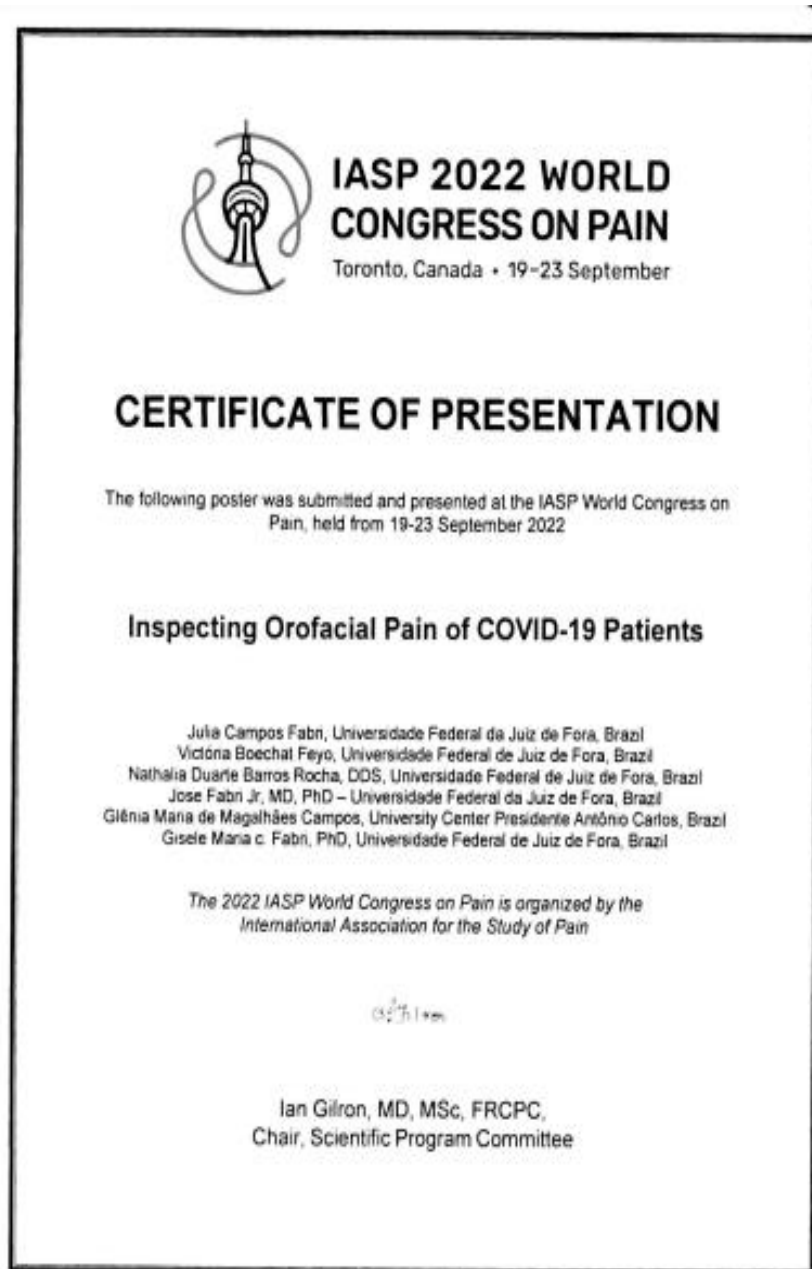 IASP 2022 WORLD
CONGRESS ON PAIN
Toronto, Canada • 19-23 September
CERTIFICATE OF PRESENTATION
The following poster was submitted and presented at the IASP World Congress on
Pain, held from 19-23 September 2022
Inspecting Orofacial Pain of COVID-19 Patients
Julia Campos Fabri, Universidade Federal da Juiz de Fora, Brazil
Victória Boechat Feyo, Universidade Federal de Juiz de Fora, Brazil
Nathalia Duarte Barros Rocha, DDS, Universidade Federal de Juiz de Fora, Brazil
Jose Fabri Jr, MD, PhD – Universidade Federal da Juiz de Fora, Brazil
Glênia Maria de Magalhães Campos, University Center Presidente Antônio Carlos, Brazil
Gisele Maria c. Fabri, PhD, Universidade Federal de Juiz de Fora, Brazil
The 2022 IASP World Congress on Pain is organized by the
International Association for the Study of Pain
Ian Gilron, MD, MSc, FRCPC,
Chair, Scientific Program Committee